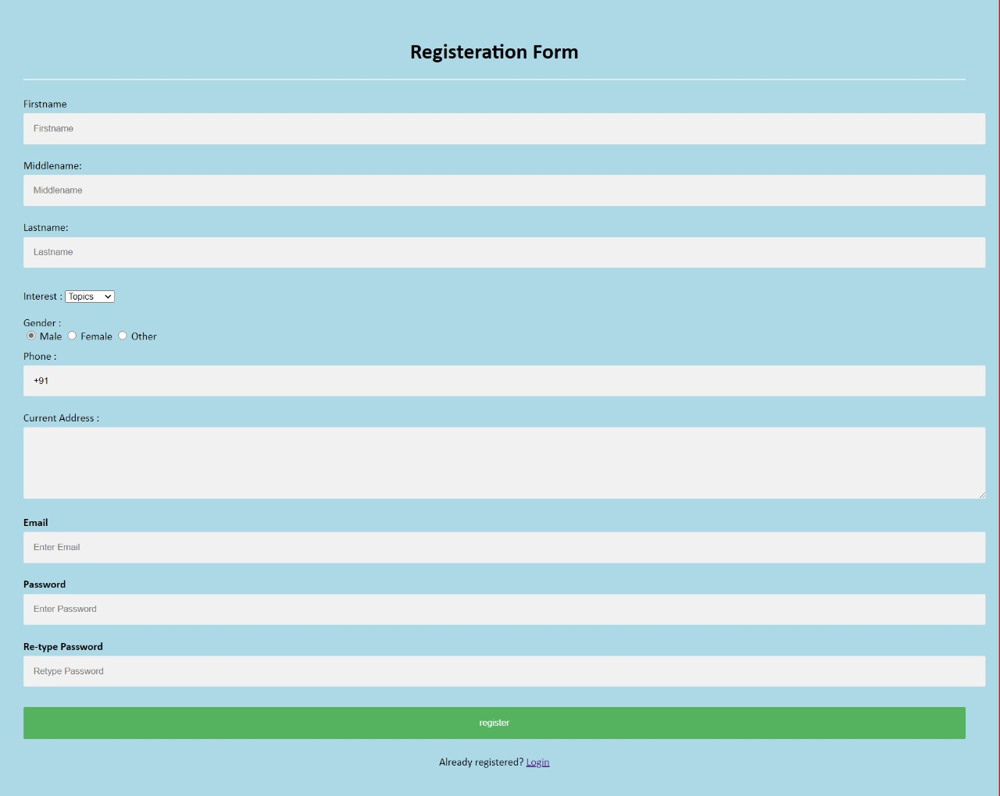 Registeration Form
Firstname
Firstname
Middlename:
Middlename
Lastname:
Lastname
Interest : Topics
Gender :
Male Female Other
Phone :
+91
Current Address :
Email
Enter Email
Password
Enter Password
Re-type Password
Retype Password
register
Already registered? Login